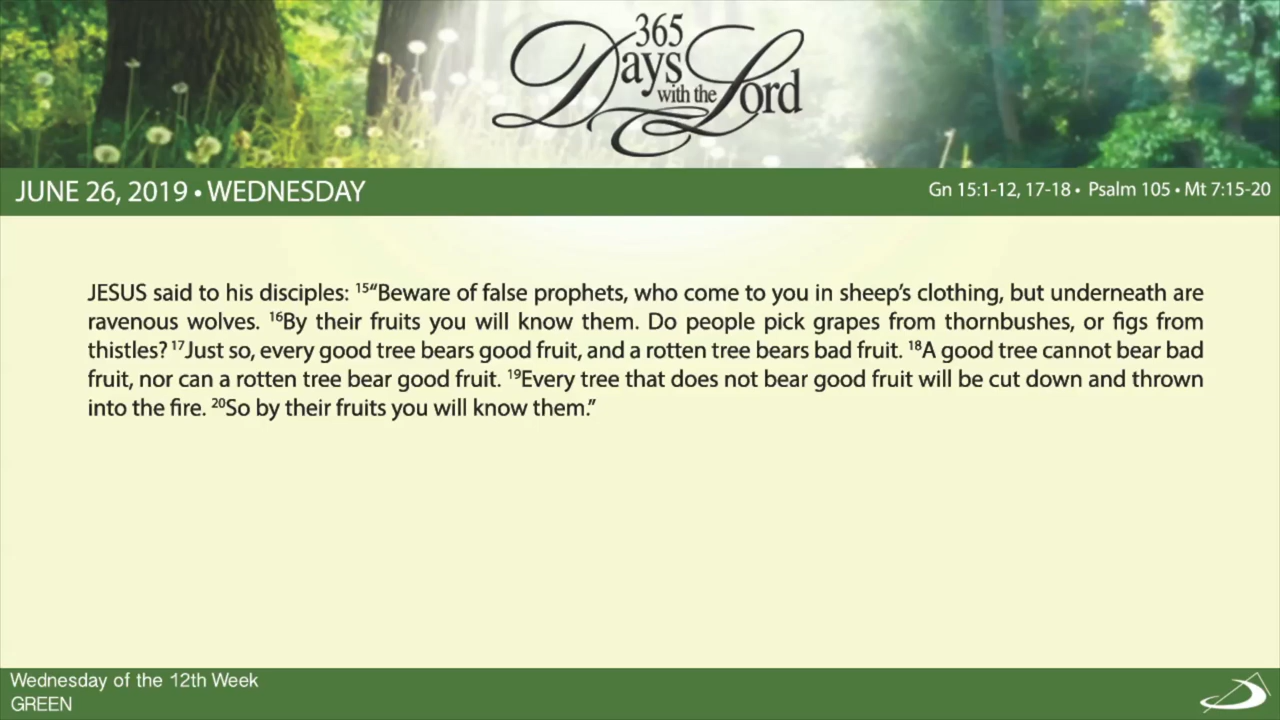 365
Days
with the Lord
JUNE 26, 2019 • WEDNESDAY
Gn 15:1-12, 17-18 • Psalm 105 • Mt 7:15-20
JESUS said to his disciples: 15“Beware of false prophets, who come to you in sheep’s clothing, but underneath are
ravenous wolves. 16By their fruits you will know them. Do people pick grapes from thornbushes, or figs from
thistles? 17Just so, every good tree bears good fruit, and a rotten tree bears bad fruit. 18A good tree cannot bear bad
fruit, nor can a rotten tree bear good fruit. 19Every tree that does not bear good fruit will be cut down and thrown
into the fire. 20So by their fruits you will know them.”
Wednesday of the 12th Week
GREEN